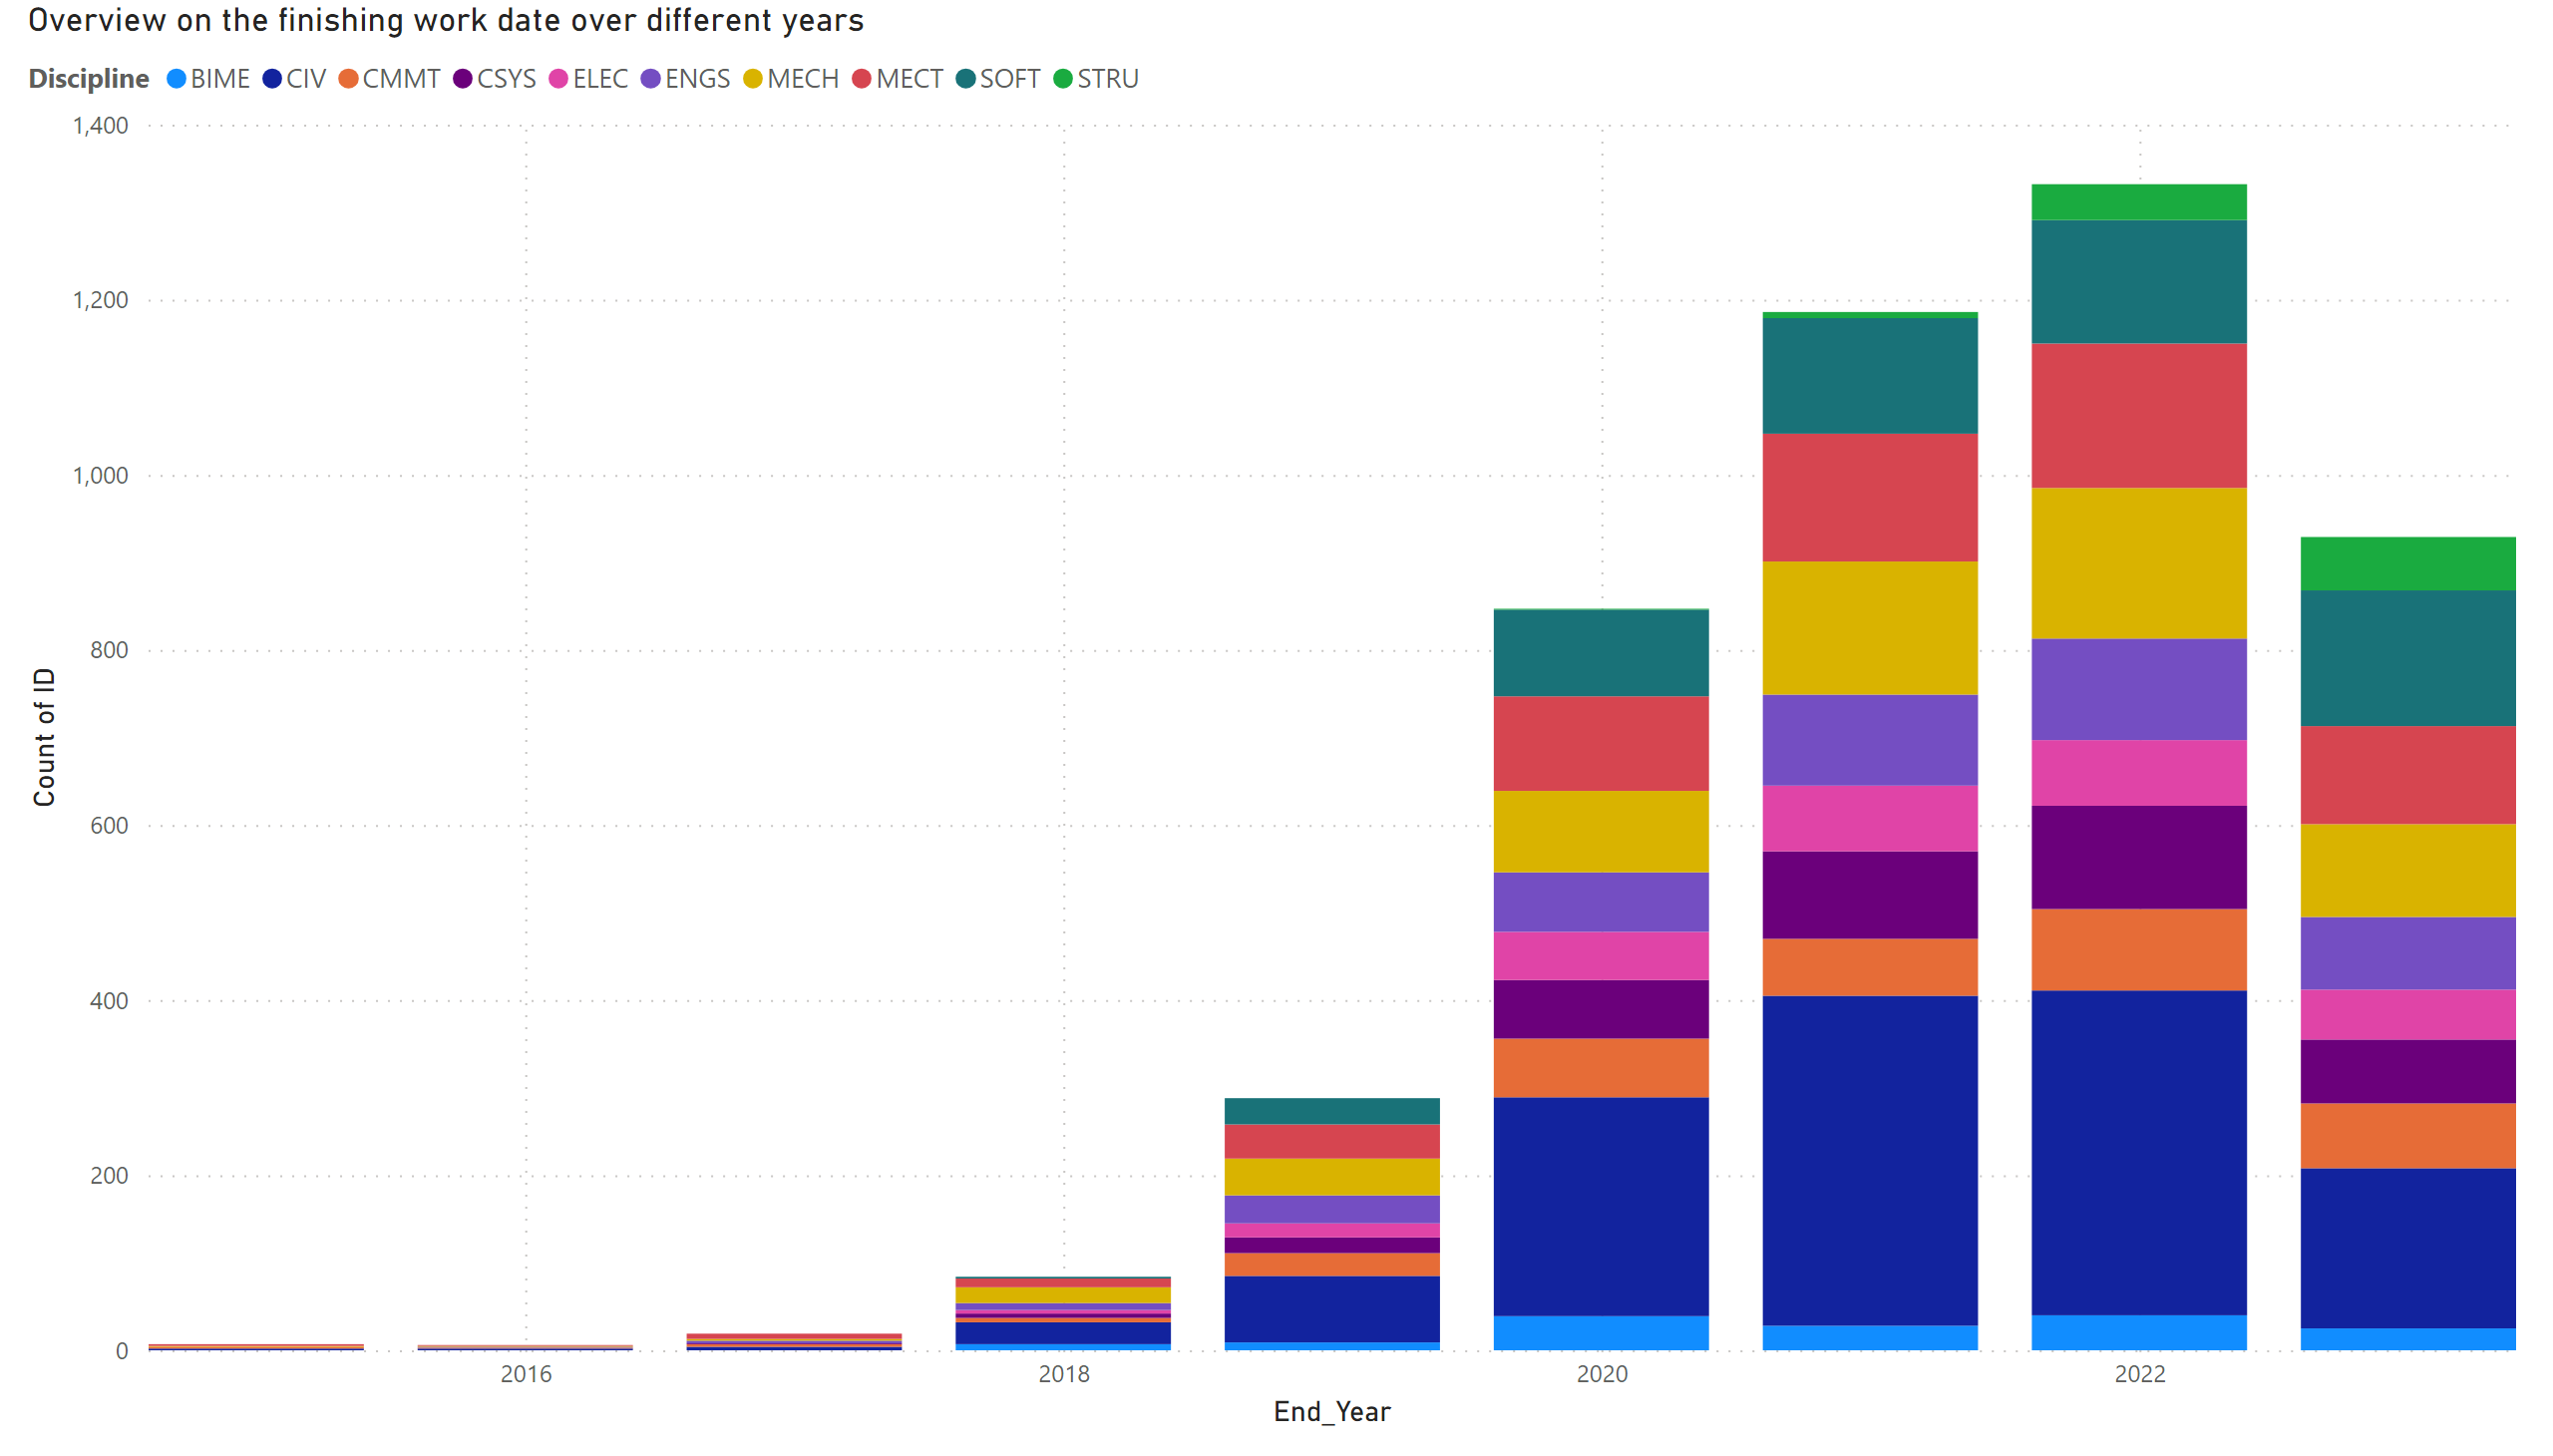 Overview on the finishing work date over different years
Discipline BIME CIV CMMT CSYS ELEC ENGS MECH MECT SOFT STRU
1,400
1,200
1,000
800
600
400
200
0
Count of ID
2016 2018 2020 2022
End_Year